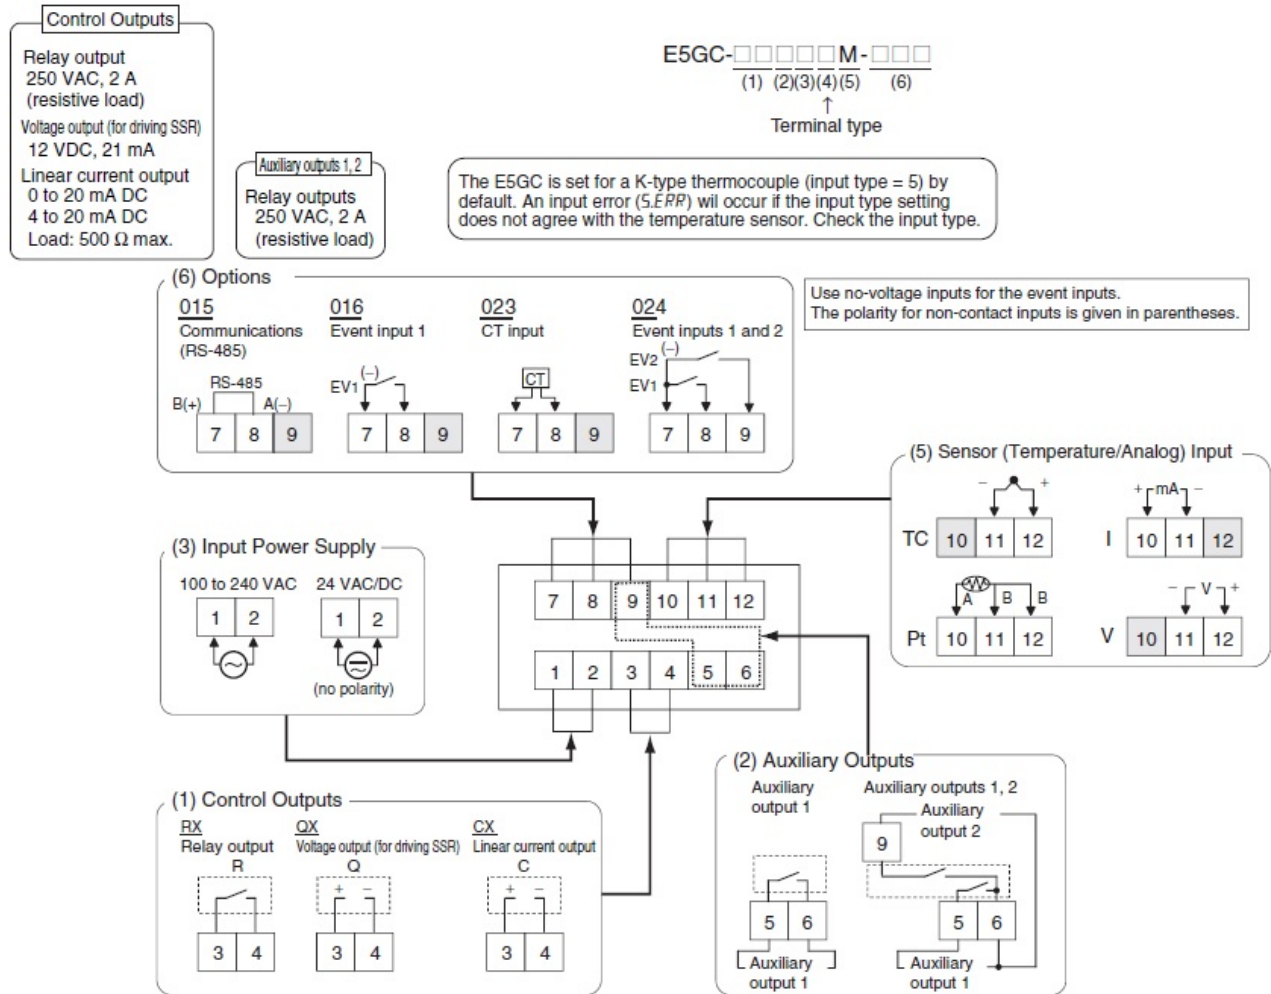 Control Outputs
Relay output
250 VAC, 2 A
(resistive load)
Voltage output (for driving SSR)
12 VDC, 21 mA
Linear current output
0 to 20 mA DC
4 to 20 mA DC
Load: 500 Ω max.
Auxiliary outputs 1, 2
Relay outputs
250 VAC, 2 A
(resistive load)
E5GC-□□□□□M-□□□
(1) (2)(3)(4)(5) (6)
↑
Terminal type
The E5GC is set for a K-type thermocouple (input type = 5) by
default. An input error (S.ERR) will occur if the input type setting
does not agree with the temperature sensor. Check the input type.
(6) Options
015
Communications
(RS-485)
RS-485
B(+) A(−)
7 8 9
016
Event input 1
(−)
EV1
7 8 9
023
CT input
CT
7 8 9
024
Event inputs 1 and 2
(−)
EV2
EV1
7 8 9
Use no-voltage inputs for the event inputs.
The polarity for non-contact inputs is given in parentheses.
(5) Sensor (Temperature/Analog) Input
− +
TC 10 11 12
+ mA −
I 10 11 12
A B B
Pt 10 11 12
− V +
V 10 11 12
(3) Input Power Supply
100 to 240 VAC
1 2
24 VAC/DC
1 2
(no polarity)
7 8 9 10 11 12
1 2 3 4 5 6
(1) Control Outputs
RX
Relay output
R
3 4
QX
Voltage output (for driving SSR)
Q
+ −
3 4
CX
Linear current output
C
+ −
3 4
(2) Auxiliary Outputs
Auxiliary
output 1
5 6
Auxiliary
output 1
Auxiliary outputs 1, 2
Auxiliary
output 2
9
5 6
Auxiliary
output 1